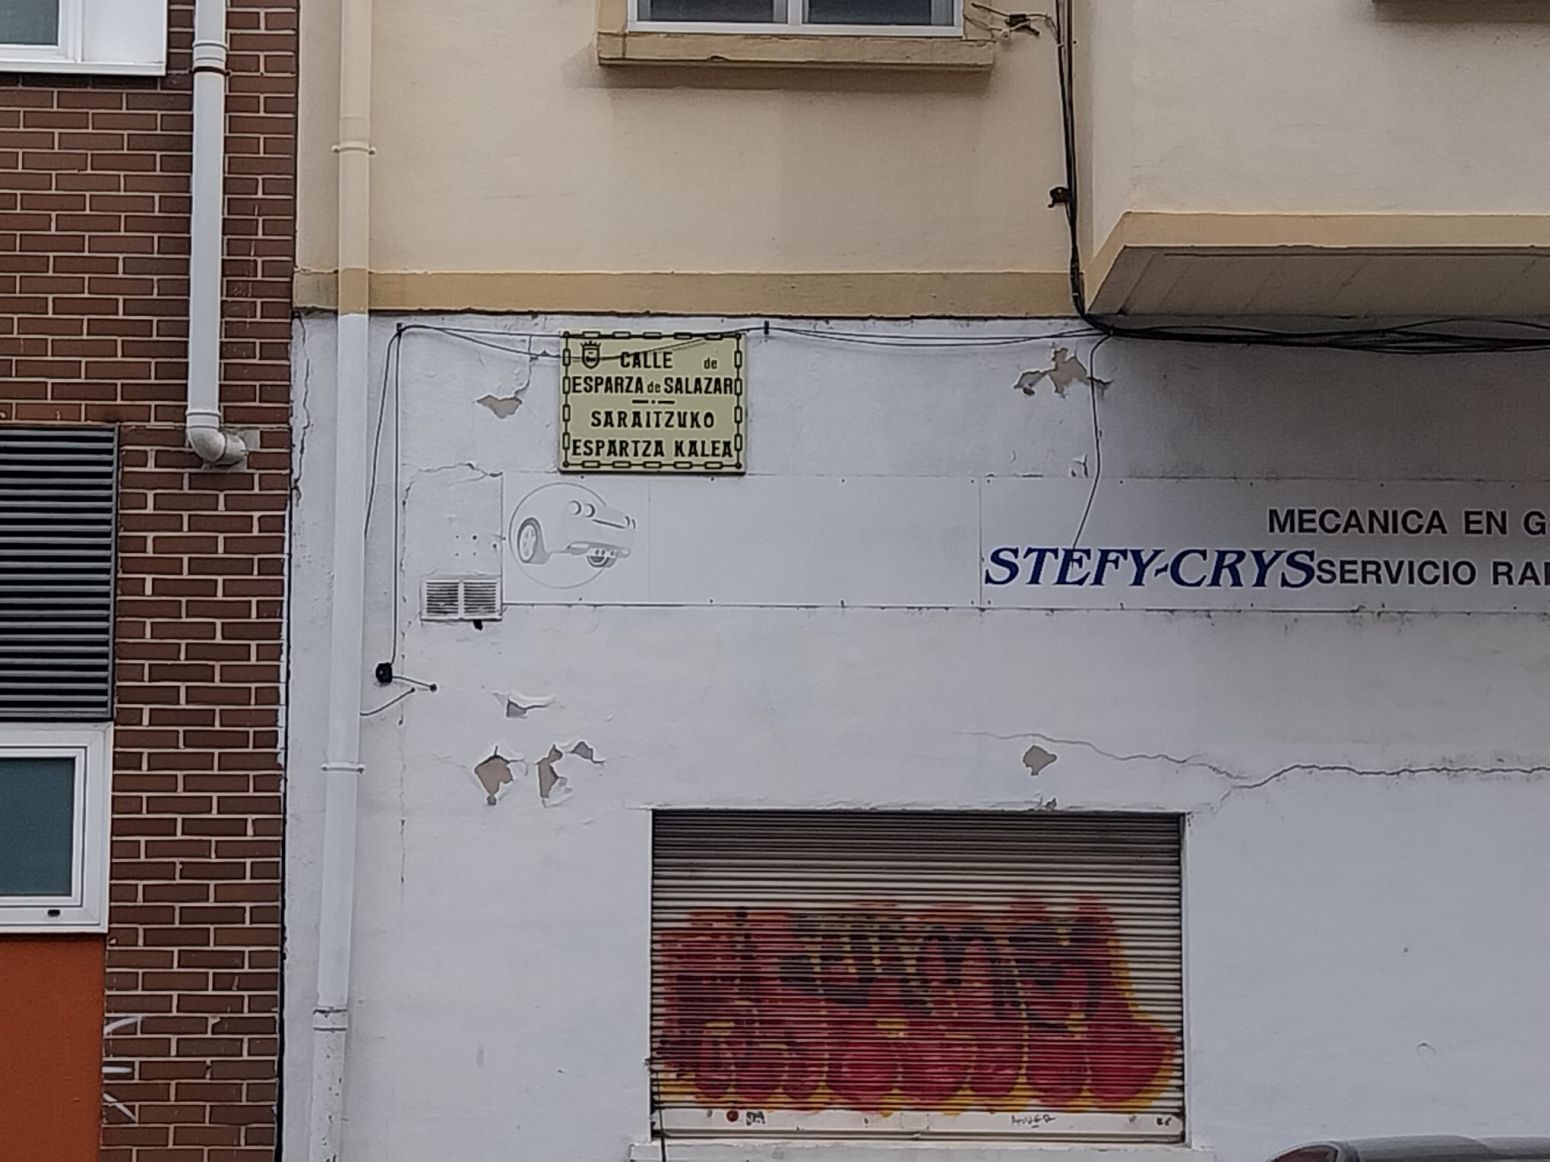 CALLE de
ESPARZA de SALAZAR
SARAITZUKO
ESPARTZA KALEA
MECANICA EN G
STEFY-CRYS SERVICIO RA